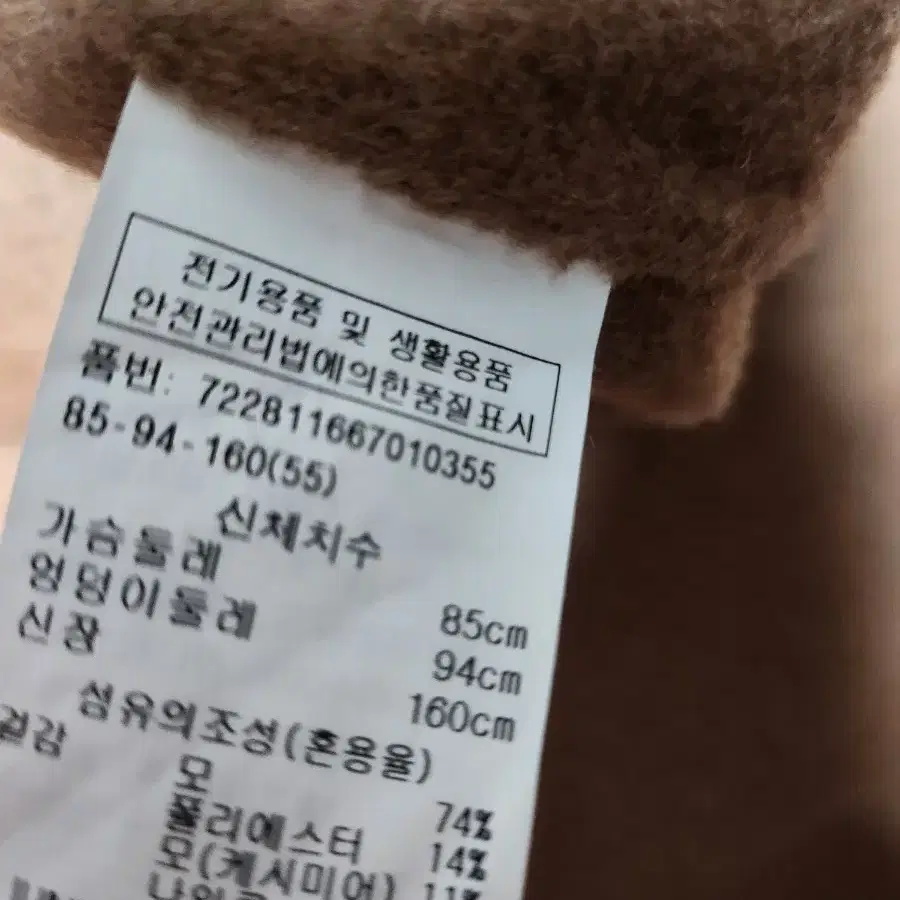 전기용품 및 생활용품
안전관리법에의한품질표시
품번: 722811667010355
85-94-160(55)
신체치수
가슴둘레 85cm
엉덩이둘레 94cm
신장 160cm
섬유의조성(혼용율)
겉감
모 74%
폴리에스터 14%
모(케시미어) 11%